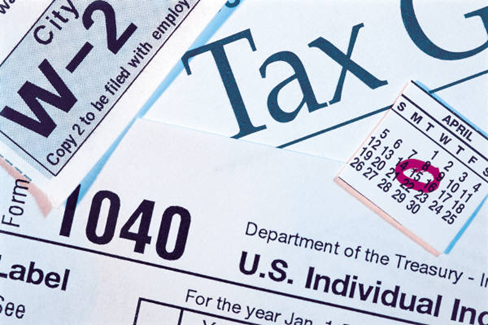 wa
City
W-2
Copy 2 to be filed with employ
Tax G
APRIL
S M T W T F S
1 2 3 4
5 6 7 8 9 10 11
12 13 14 15 16 17 18
19 20 21 22 23 24 25
26 27 28 29 30
Form 1040
Department of the Treasury - In
U.S. Individual Inc
Label
See
For the year Jan. 1